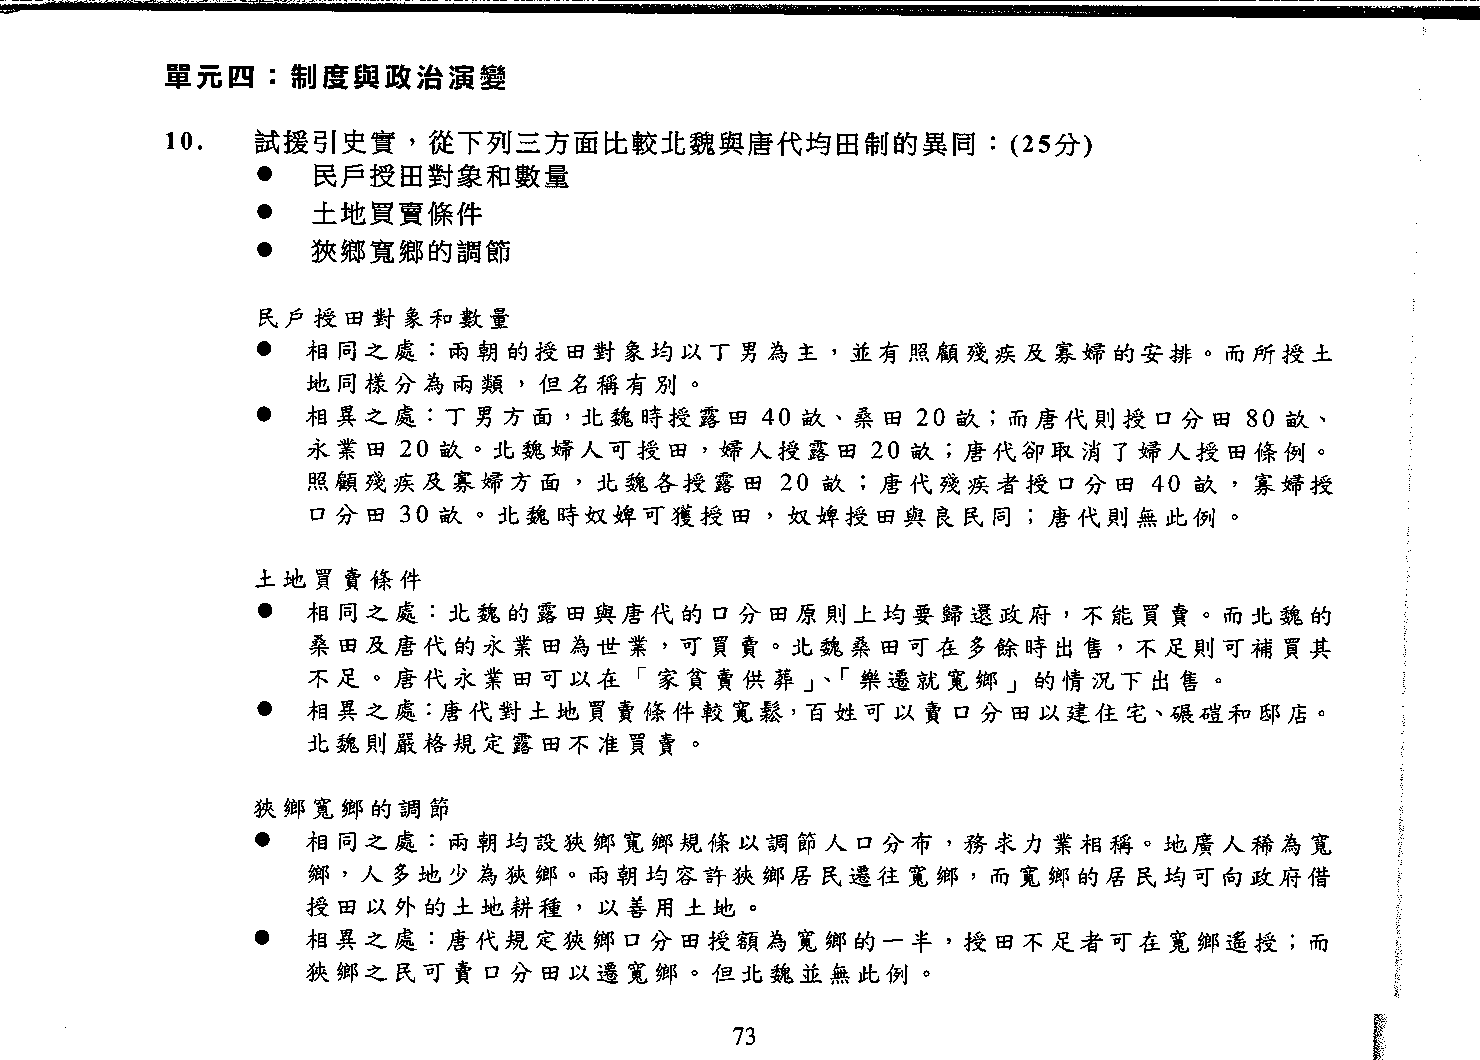 單元四：制度與政治演變
10. 試援引史實，從下列三方面比較北魏與唐代均田制的異同：(25分)
● 民戶授田對象和數量
● 土地買賣條件
● 狹鄉寬鄉的調節
民戶授田對象和數量
● 相同之處：兩朝的授田對象均以丁男為主，並有照顧殘疾及寡婦的安排。而所授土
地同樣分為兩類，但名稱有別。
● 相異之處：丁男方面，北魏時授露田 40 畝、桑田 20 畝；而唐代則授口分田 80 畝、
永業田 20 畝。北魏婦人可授田，婦人授露田 20 畝；唐代卻取消了婦人授田條例。
照顧殘疾及寡婦方面，北魏各授露田 20 畝；唐代殘疾者授口分田 40 畝，寡婦授
口分田 30 畝。北魏時奴婢可獲授田，奴婢授田與良民同；唐代則無此例。
土地買賣條件
● 相同之處：北魏的露田與唐代的口分田原則上均要歸還政府，不能買賣。而北魏的
桑田及唐代的永業田為世業，可買賣。北魏桑田可在多餘時出售，不足則可補買其
不足。唐代永業田可以在「家貧賣供葬」、「樂遷就寬鄉」的情況下出售。
● 相異之處：唐代對土地買賣條件較寬鬆，百姓可以賣口分田以建住宅、碾磑和邸店。
北魏則嚴格規定露田不准買賣。
狹鄉寬鄉的調節
● 相同之處：兩朝均設狹鄉寬鄉規條以調節人口分布，務求力業相稱。地廣人稀為寬
鄉，人多地少為狹鄉。兩朝均容許狹鄉居民遷往寬鄉，而寬鄉的居民均可向政府借
授田以外的土地耕種，以善用土地。
● 相異之處：唐代規定狹鄉口分田授額為寬鄉的一半，授田不足者可在寬鄉遙授；而
狹鄉之民可賣口分田以遷寬鄉。但北魏並無此例。
73